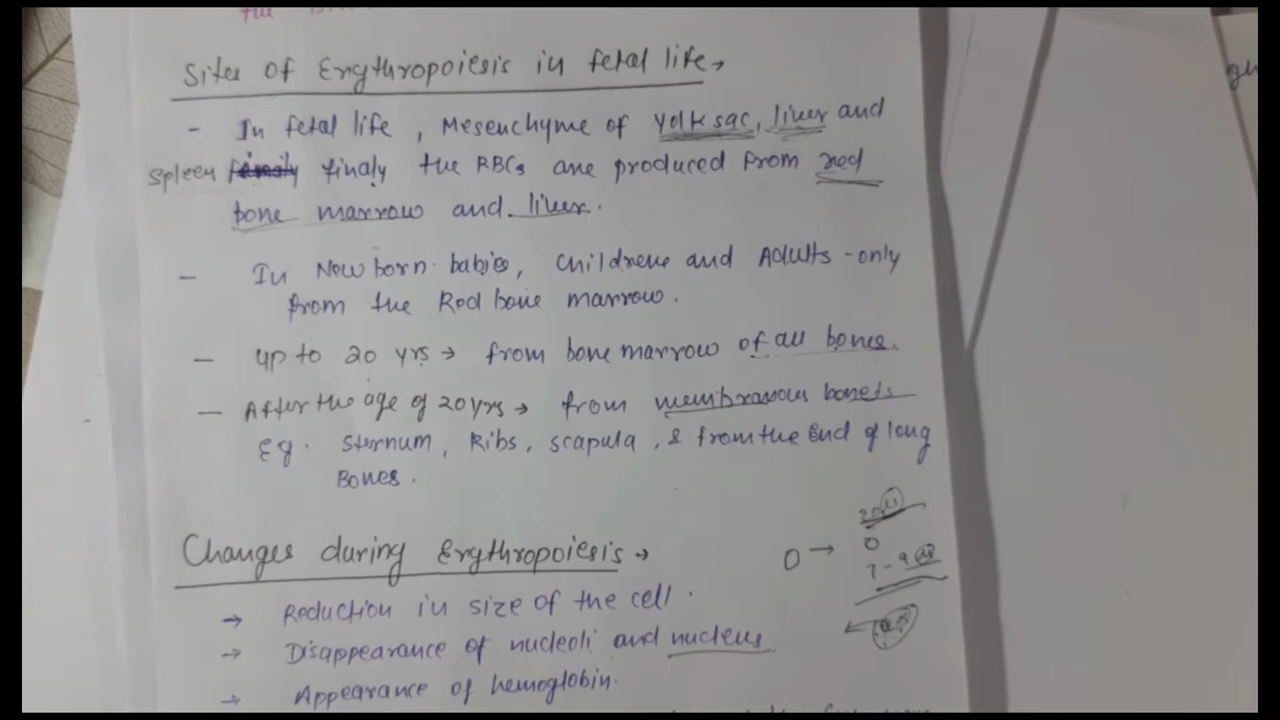 Sites of Erythropoiesis in fetal life →
- In fetal life, Mesenchyme of yolk sac, liver and
spleen finaly the RBCs are produced from red
bone marrow and liver.
- In New born babies, childrene and Adults - only
from the Red bone marrow.
- up to 20 yrs → from bone marrow of all bones.
- After the age of 20 yrs → from membranous bones
Eg. Sternum, Ribs, scapula, & from the End of long
Bones.
Changes during Erythropoiesis →
→ Reduction in size of the cell.
→ Disappearance of nucleoli and nucleus
→ Appearance of hemoglobin.